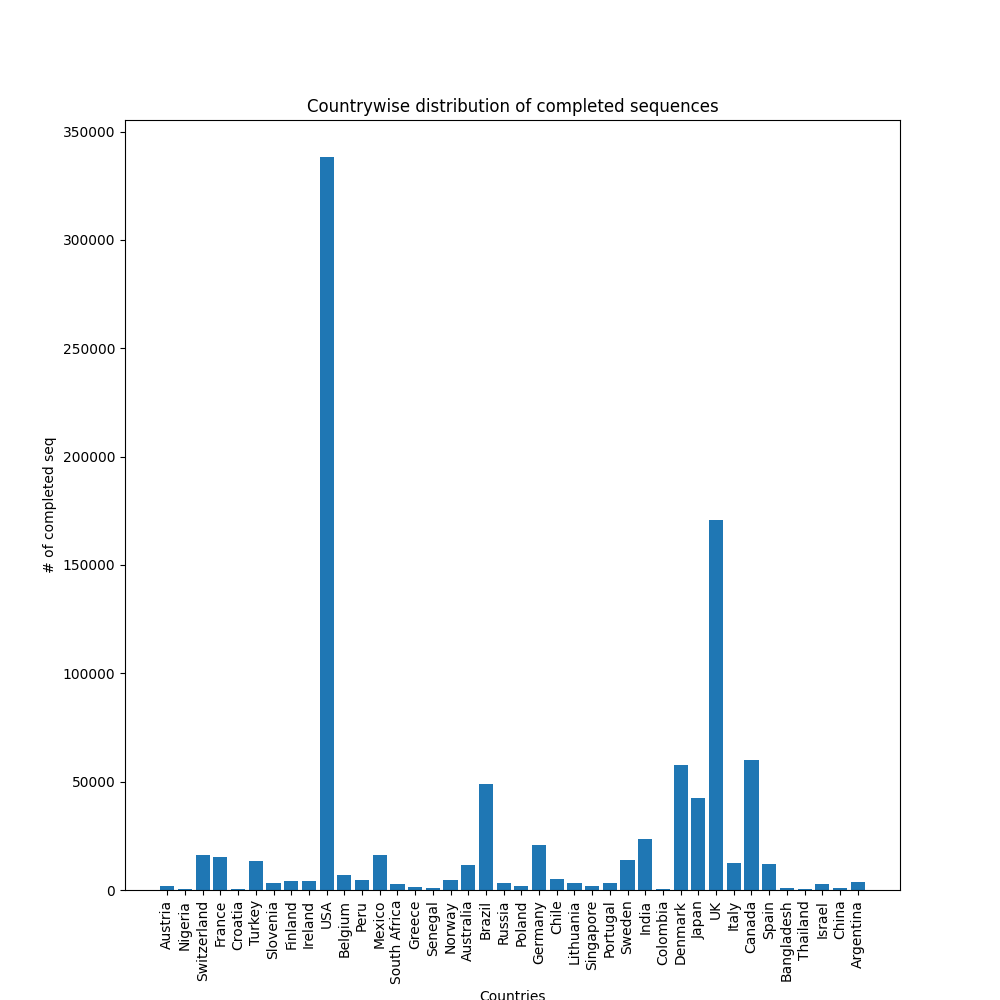 Countrywise distribution of completed sequences
350000
300000
250000
200000
150000
100000
50000
0
# of completed seq
Austria
Nigeria
Switzerland
France
Croatia
Turkey
Slovenia
Finland
Ireland
USA
Belgium
Peru
Mexico
South Africa
Greece
Senegal
Norway
Australia
Brazil
Russia
Poland
Germany
Chile
Lithuania
Singapore
Portugal
Sweden
India
Colombia
Denmark
Japan
UK
Italy
Canada
Spain
Bangladesh
Thailand
Israel
China
Argentina
Countries